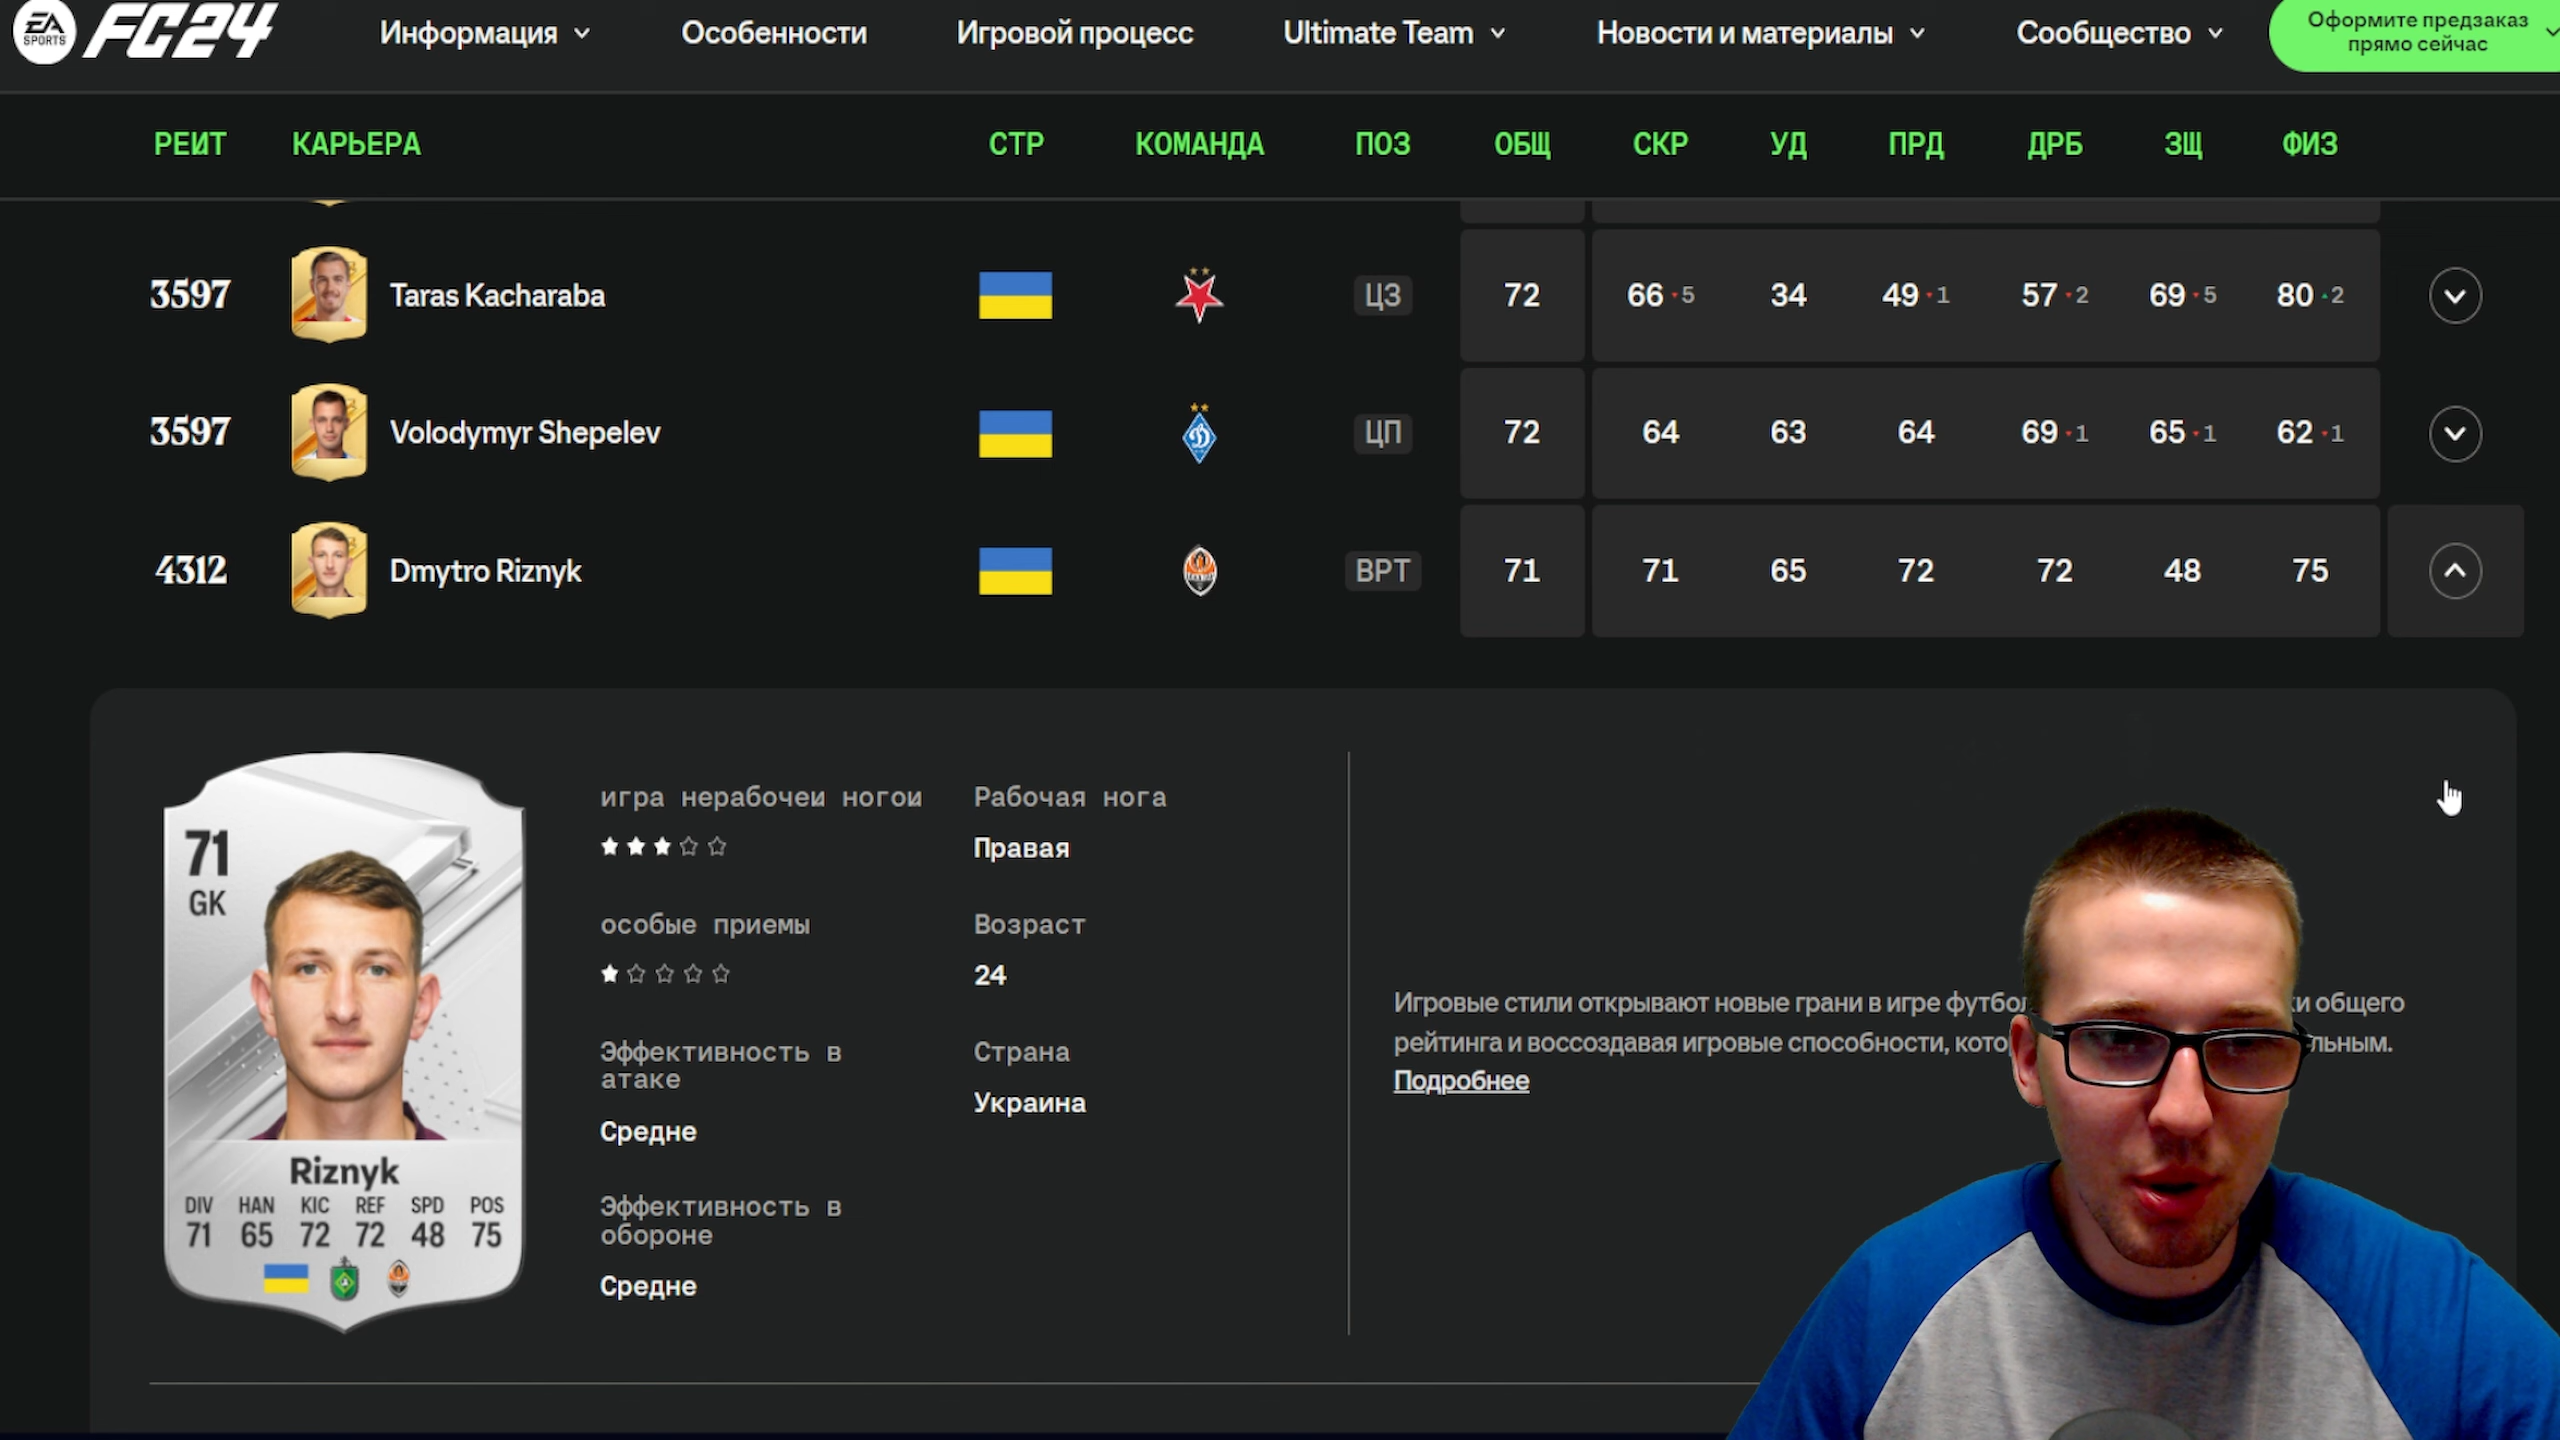 EA SPORTS FC24
Информация
Особенности
Игровой процесс
Ultimate Team
Новости и материалы
Сообщество
Оформите предзаказ
прямо сейчас
РЕЙТ КАРЬЕРА СТР КОМАНДА ПОЗ ОБЩ СКР УД ПРД ДРБ ЗЩ ФИЗ
3597 Taras Kacharaba ЦЗ 72 66 5 34 49 1 57 2 69 5 80 2
3597 Volodymyr Shepelev ЦП 72 64 63 64 69 1 65 1 62 1
4312 Dmytro Riznyk ВРТ 71 71 65 72 72 48 75
71
GK
Riznyk
DIV HAN KIC REF SPD POS
71 65 72 72 48 75
игра нерабочей ногой
Рабочая нога
Правая
особые приемы
Возраст
24
Эффективность в
атаке
Средне
Страна
Украина
Эффективность в
обороне
Средне
Игровые стили открывают новые грани в игре общего
рейтинга и воссоздавая игровые способности,
Подробнее